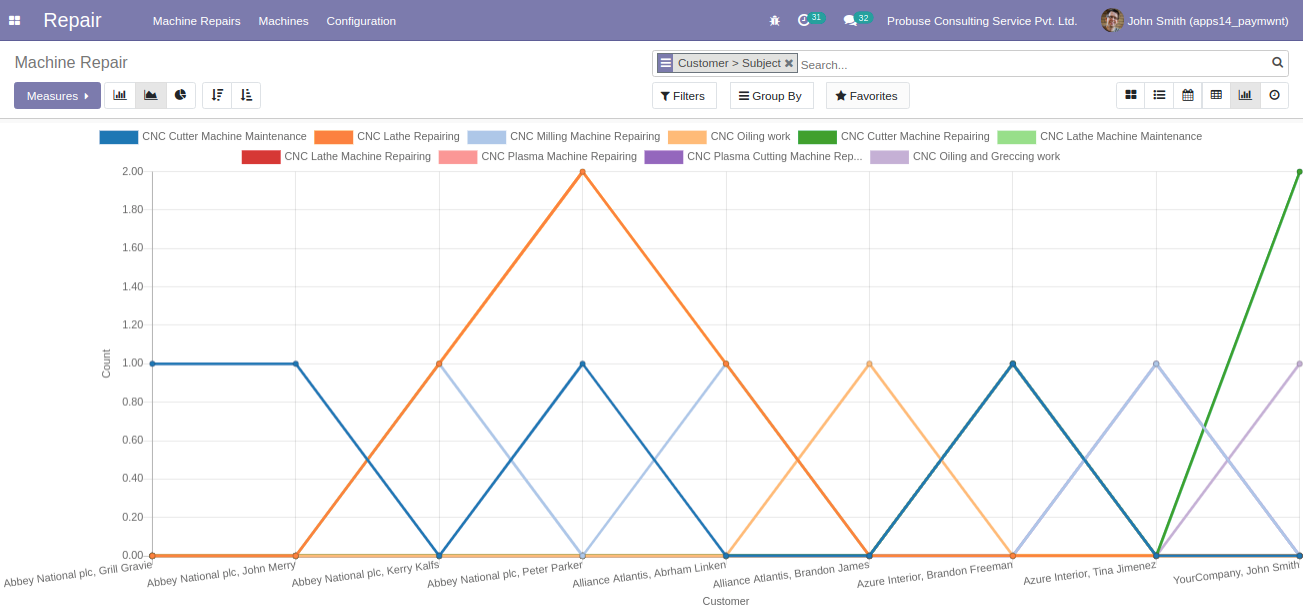 Repair Machine Repairs Machines Configuration 31 32 Probuse Consulting Service Pvt. Ltd. John Smith (apps14_paymwnt)
Machine Repair
Customer > Subject Search...
Measures Filters Group By Favorites
CNC Cutter Machine Maintenance CNC Lathe Repairing CNC Milling Machine Repairing CNC Oiling work CNC Cutter Machine Repairing CNC Lathe Machine Maintenance
CNC Lathe Machine Repairing CNC Plasma Machine Repairing CNC Plasma Cutting Machine Rep... CNC Oiling and Greccing work
2.00
1.80
1.60
1.40
1.20
1.00
0.80
0.60
0.40
0.20
0.00
Count
Abbey National plc, Grill Gravie
Abbey National plc, John Merry
Abbey National plc, Kerry Kalfs
Abbey National plc, Peter Parker
Alliance Atlantis, Abrham Linken
Alliance Atlantis, Brandon James
Azure Interior, Brandon Freeman
Azure Interior, Tina Jimenez
YourCompany, John Smith
Customer